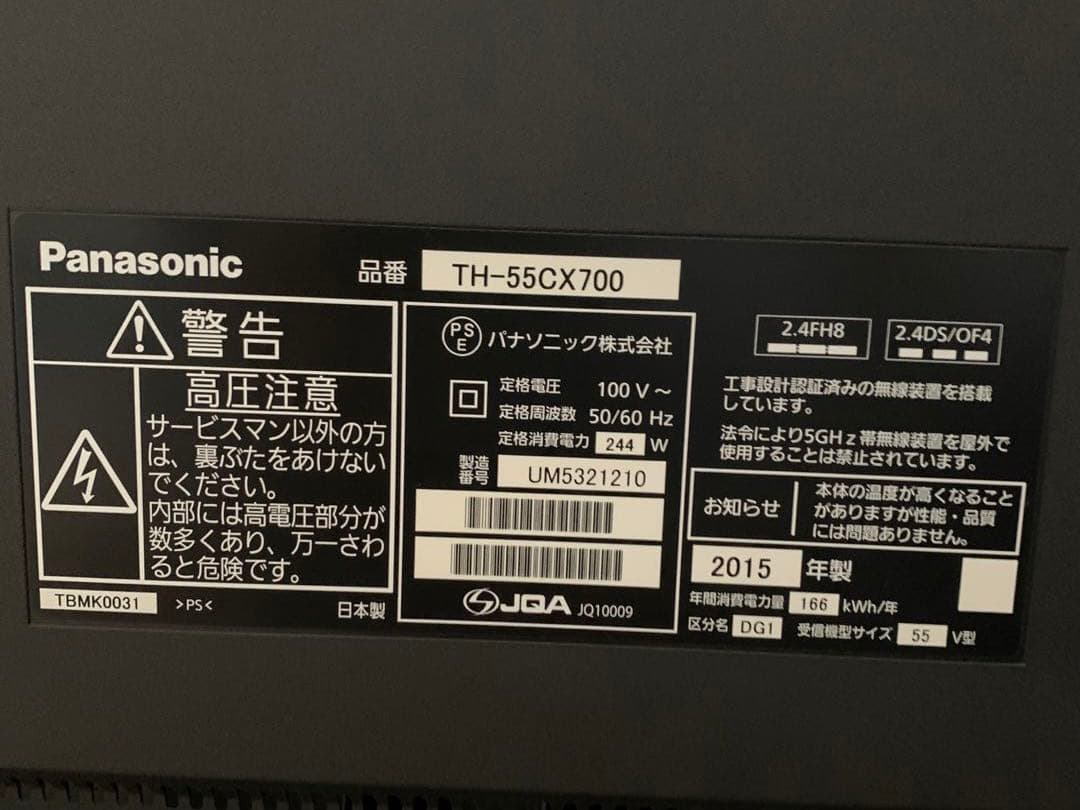 Panasonic
品番 TH-55CX700
警告
高圧注意
サービスマン以外の方
は、裏ぶたをあけない
でください。
内部には高電圧部分が
数多くあり、万一さわ
ると危険です。
TBMK0031 >PS< 日本製
PSE パナソニック株式会社
定格電圧 100 V~
定格周波数 50/60 Hz
定格消費電力 244 W
製造
番号 UM5321210
JQA JQ10009
2.4FH8 2.4DS/OF4
工事設計認証済みの無線装置を搭載
しています。
法令により5GHz帯無線装置を屋外で
使用することは禁止されています。
お知らせ
本体の温度が高くなること
がありますが性能・品質
には問題ありません。
2015 年製
年間消費電力量 166 kWh/年
区分名 DG1 受信機型サイズ 55 V型